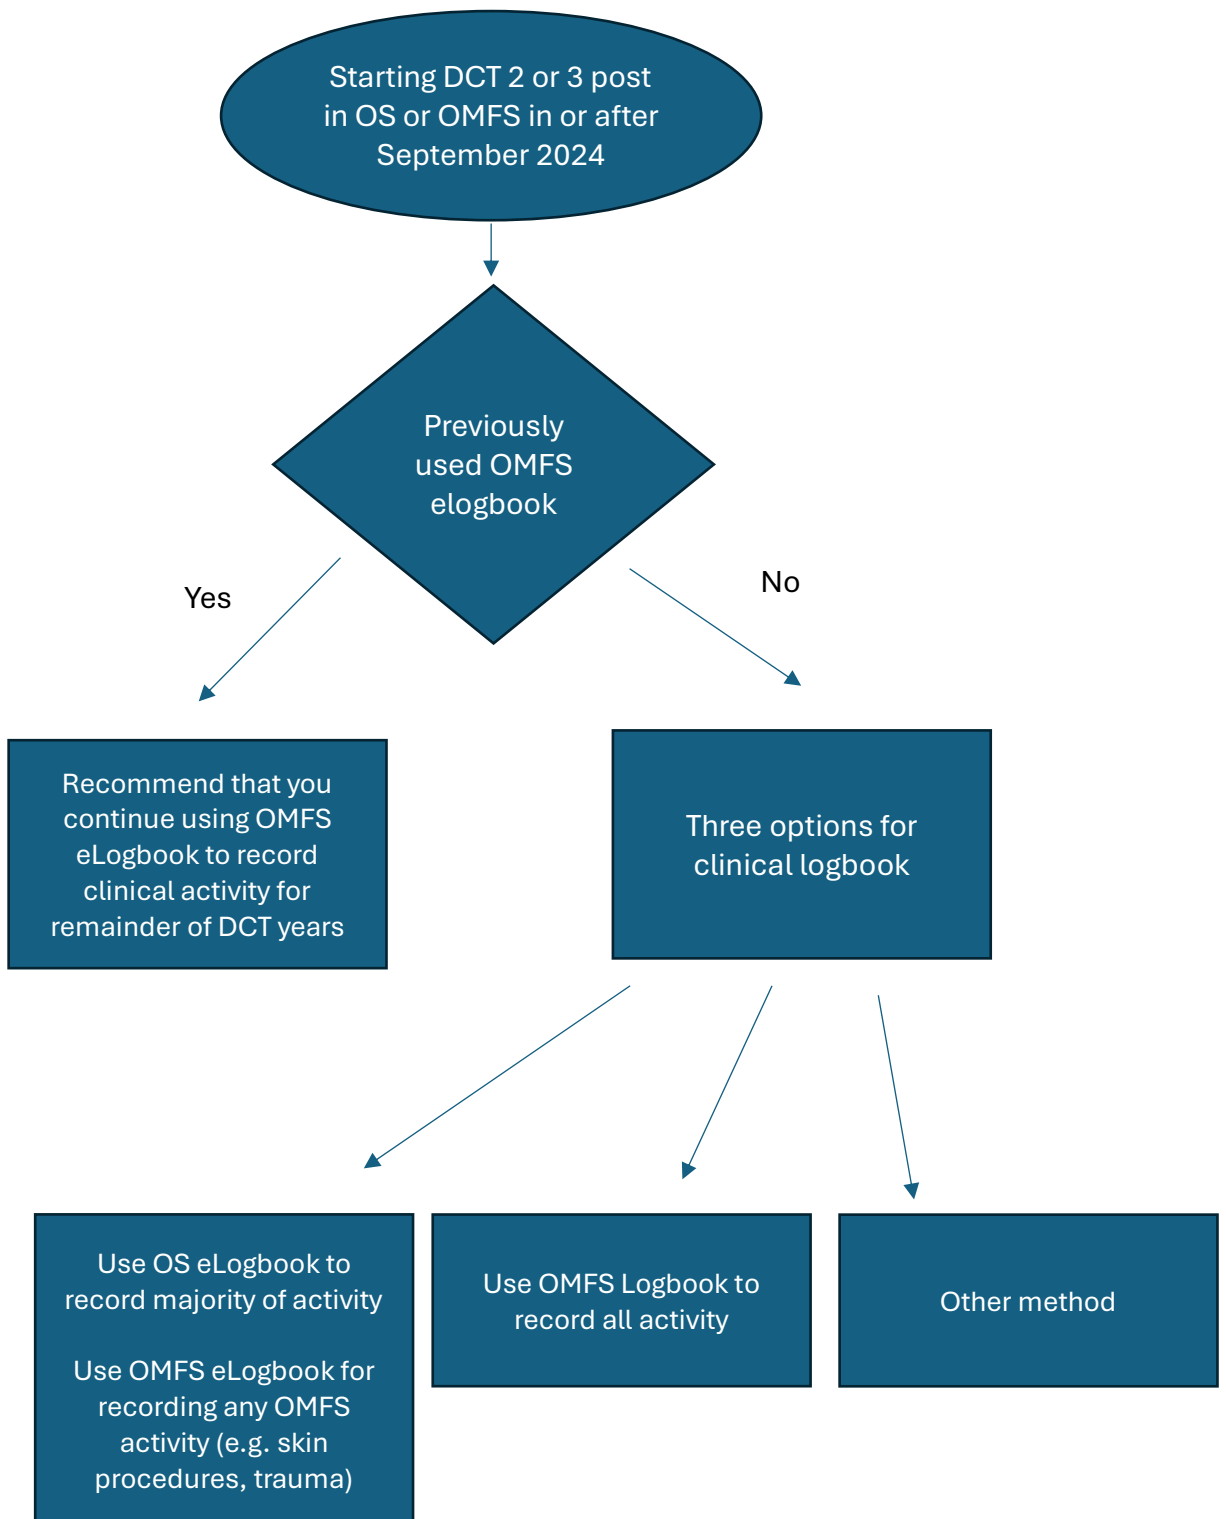 Starting DCT 2 or 3 post
in OS or OMFS in or after
September 2024
Previously
used OMFS
elogbook
Yes
No
Recommend that you
continue using OMFS
eLogbook to record
clinical activity for
remainder of DCT years
Three options for
clinical logbook
Use OS eLogbook to
record majority of activity
Use OMFS eLogbook for
recording any OMFS
activity (e.g. skin
procedures, trauma)
Use OMFS Logbook to
record all activity
Other method